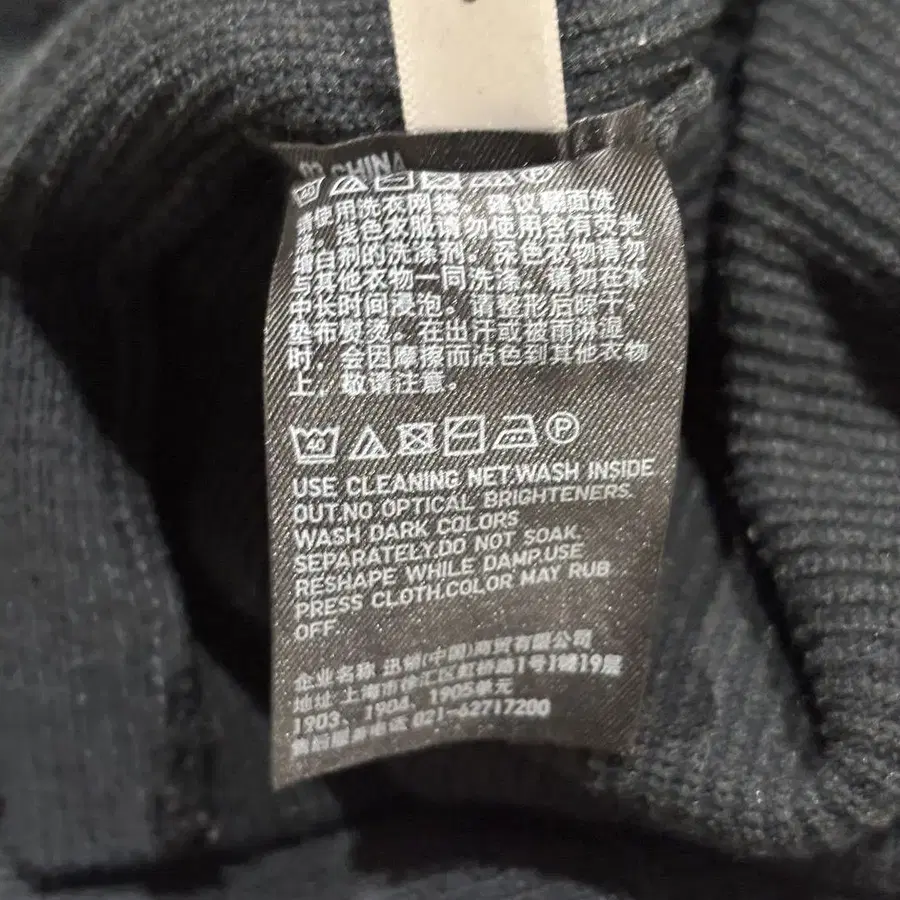 CHINA
请使用洗衣网袋。建议翻面洗
涤。浅色衣服请勿使用含有荧光
增白剂的洗涤剂。深色衣物请勿
与其他衣物一同洗涤。请勿在水
中长时间浸泡。请整形后晾干。
垫布熨烫。在出汗或被雨淋湿
时，会因摩擦而沾色到其他衣物
上，敬请注意。
40 P
USE CLEANING NET.WASH INSIDE
OUT.NO OPTICAL BRIGHTENERS.
WASH DARK COLORS
SEPARATELY.DO NOT SOAK.
RESHAPE WHILE DAMP.USE
PRESS CLOTH.COLOR MAY RUB
OFF.
企业名称 迅销(中国)商贸有限公司
地址 上海市徐汇区虹桥路1号1幢19层
1903、1904、1905单元
售后服务电话 021-62717200